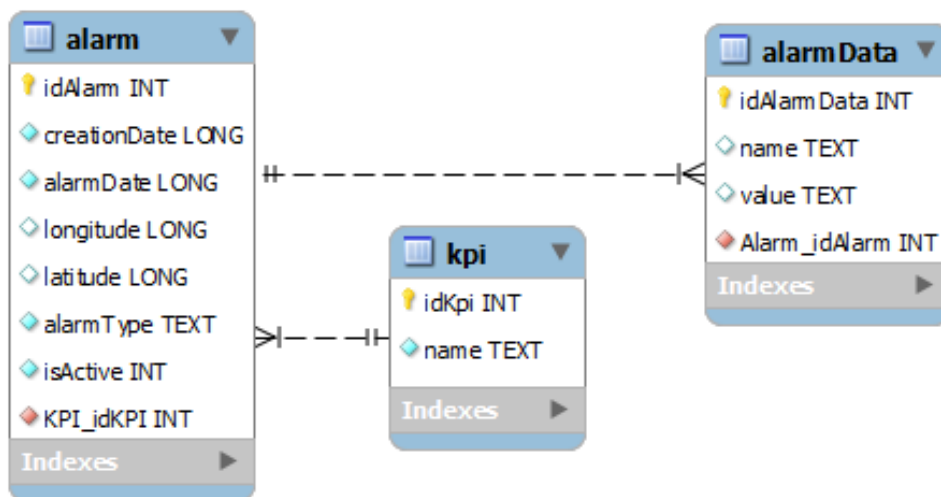 alarm
idAlarm INT
creationDate LONG
alarmDate LONG
longitude LONG
latitude LONG
alarmType TEXT
isActive INT
KPI_idKPI INT
Indexes
kpi
idKpi INT
name TEXT
Indexes
alarmData
idAlarmData INT
name TEXT
value TEXT
Alarm_idAlarm INT
Indexes